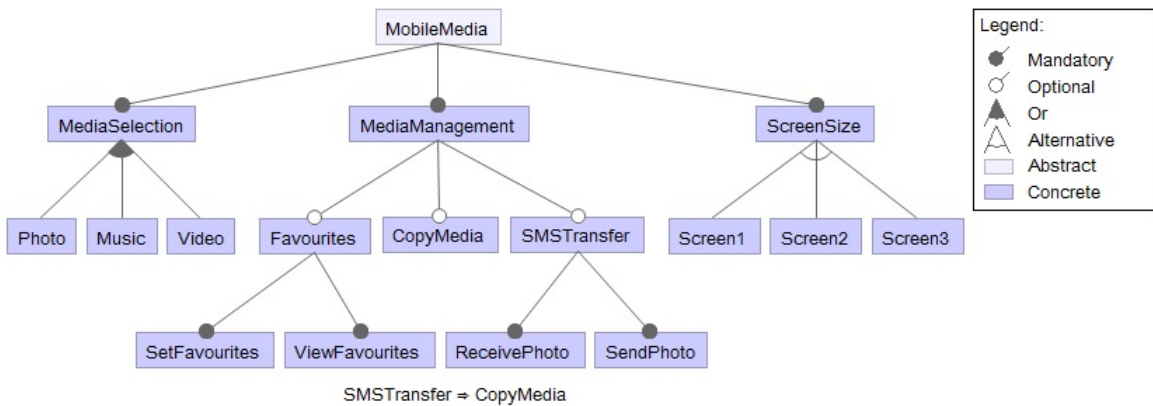 MobileMedia
MediaSelection
MediaManagement
ScreenSize
Photo
Music
Video
Favourites
CopyMedia
SMSTransfer
Screen1
Screen2
Screen3
SetFavourites
ViewFavourites
ReceivePhoto
SendPhoto
SMSTransfer ⇒ CopyMedia
Legend:
Mandatory
Optional
Or
Alternative
Abstract
Concrete